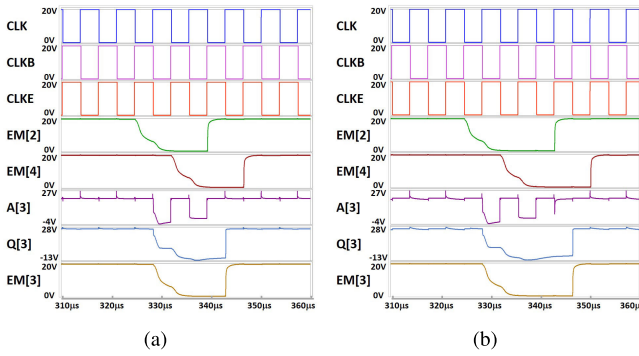 CLK 20V
0V
CLKB 20V
0V
CLKE 20V
0V
EM[2] 20V
0V
EM[4] 20V
0V
A[3] 27V
-4V
Q[3] 28V
-13V
EM[3] 20V
0V
310µs 320µs 330µs 340µs 350µs 360µs
(a)
CLK 20V
0V
CLKB 20V
0V
CLKE 20V
0V
EM[2] 20V
0V
EM[4] 20V
0V
A[3] 27V
-4V
Q[3] 28V
-13V
EM[3] 20V
0V
310µs 320µs 330µs 340µs 350µs 360µs
(b)